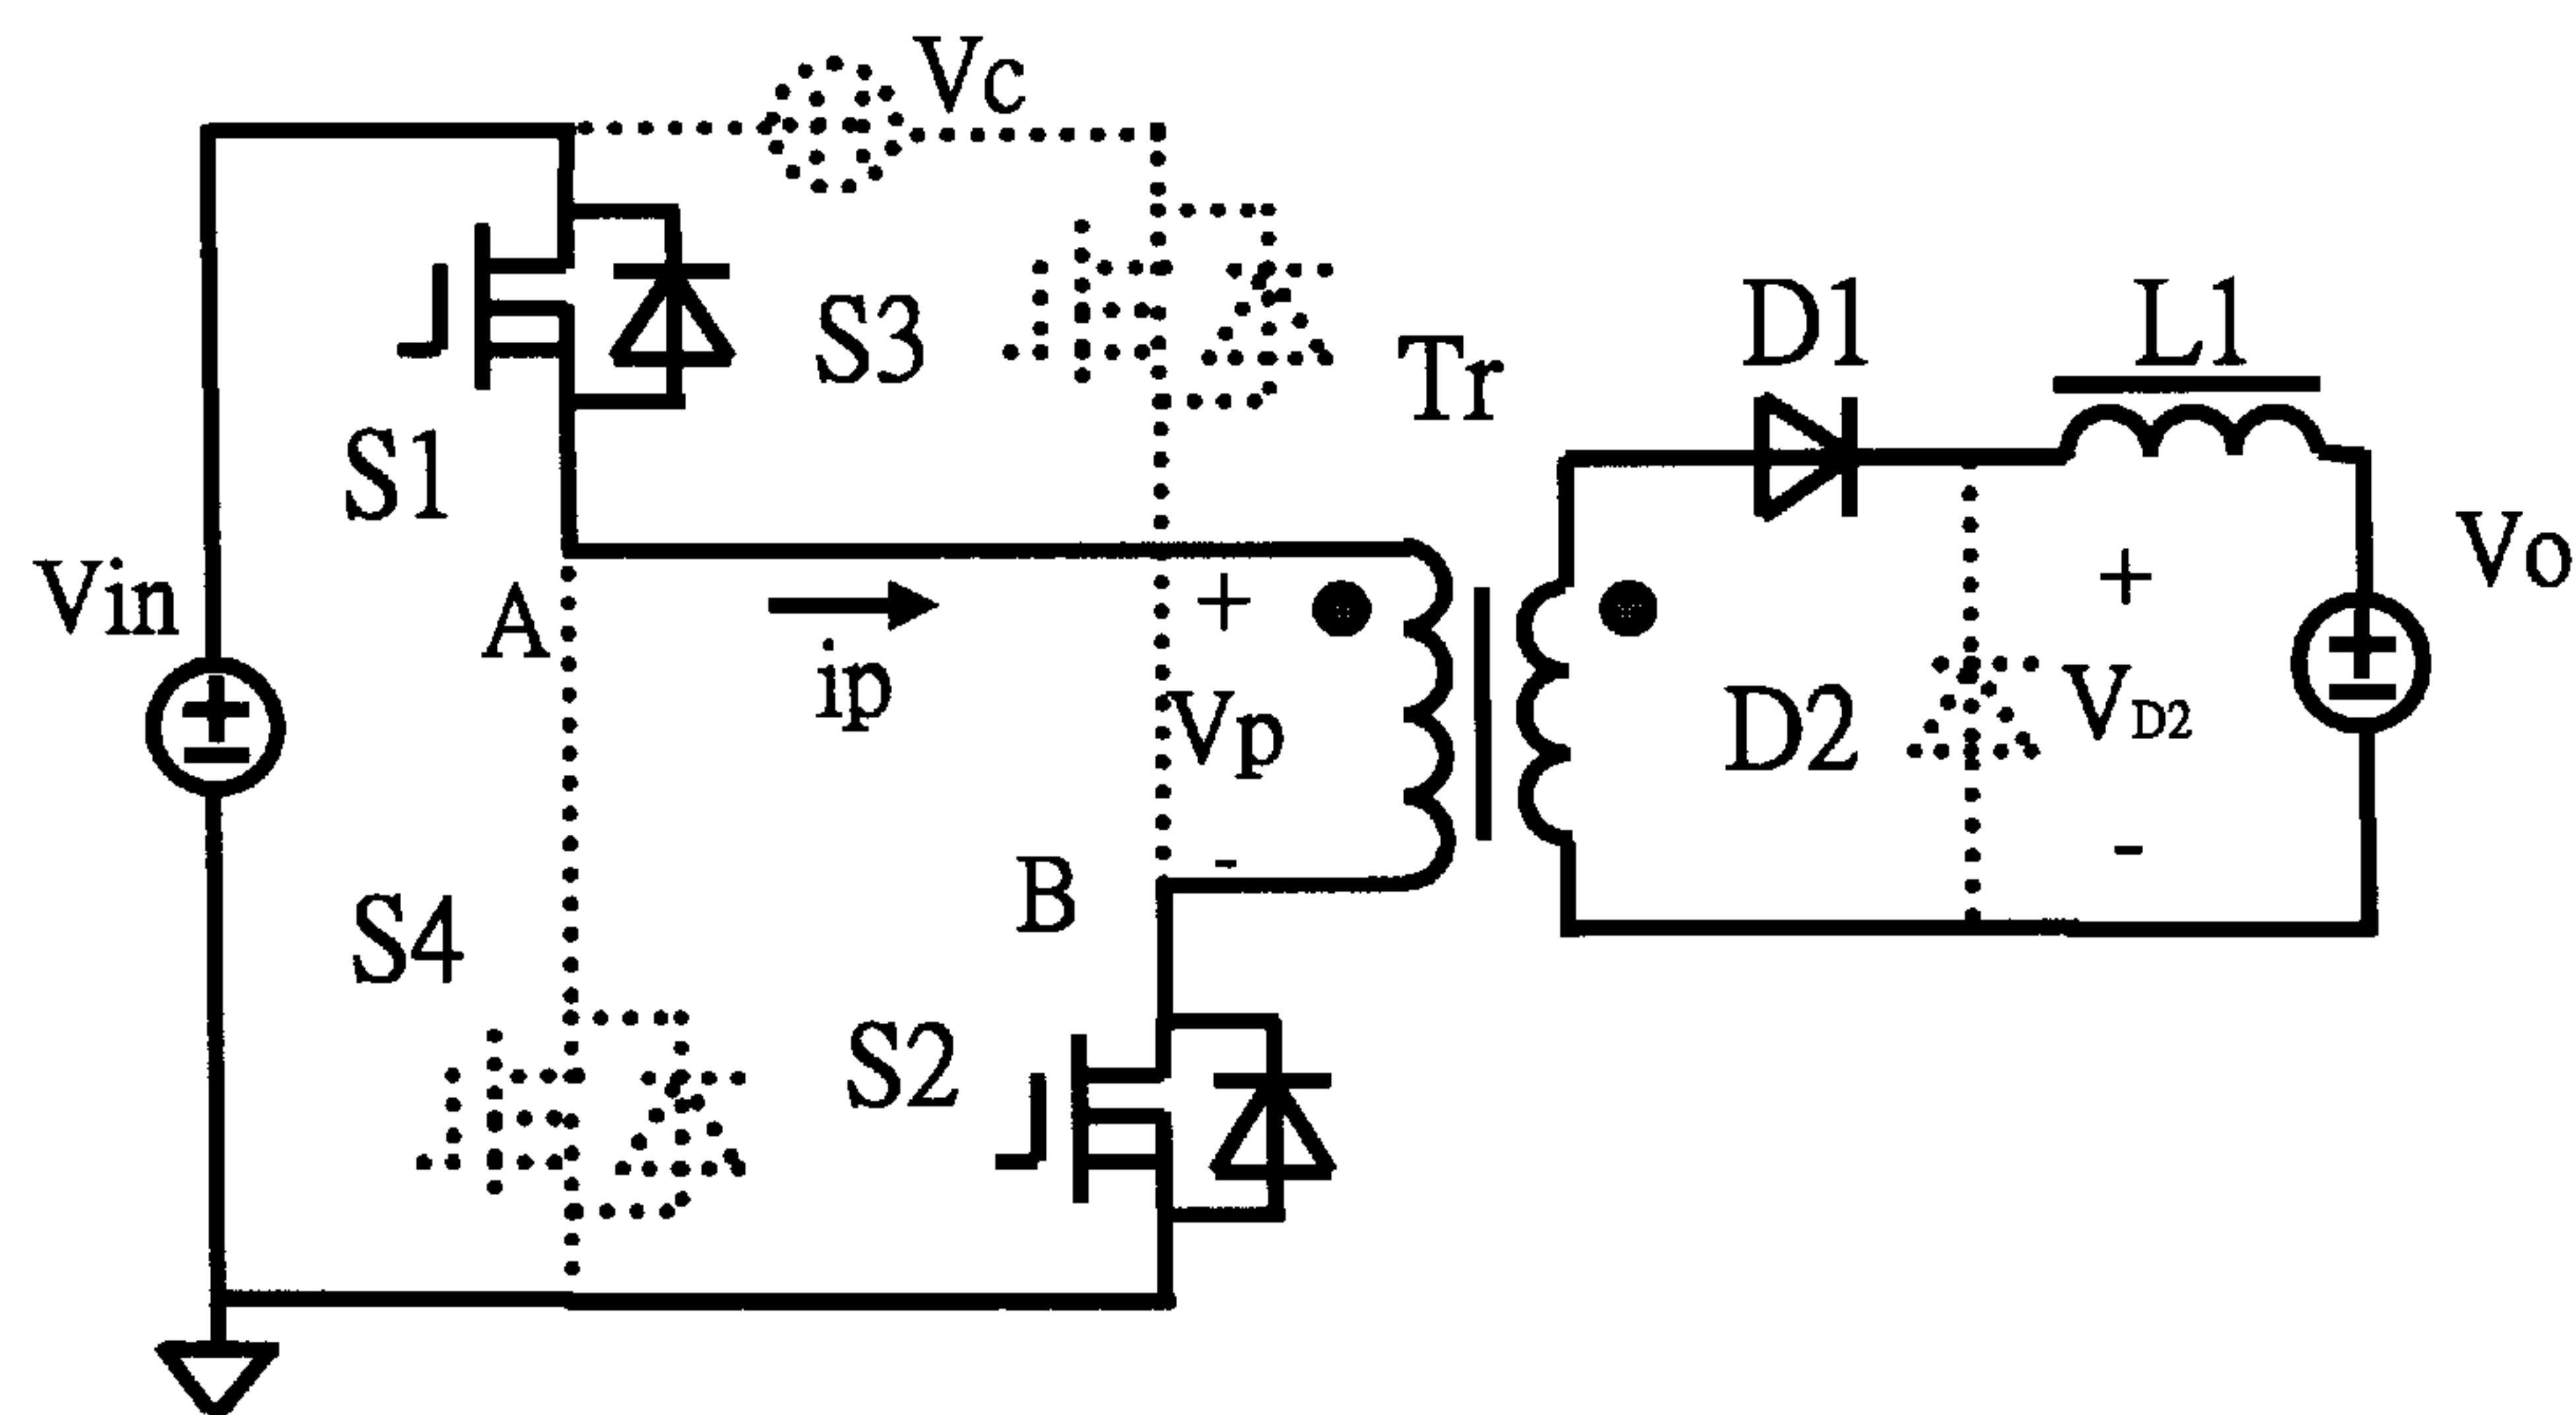 Vc
S3
D1
L1
Tr
S1
Vin
A
ip
+
Vp
-
B
D2
+
VD2
-
Vo
S4
S2